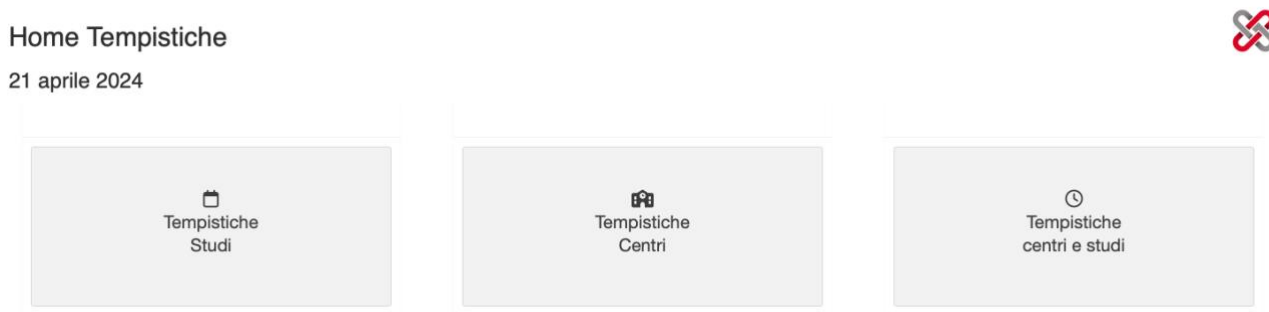 Home Tempistiche
21 aprile 2024
Tempistiche
Studi
Tempistiche
Centri
Tempistiche
centri e studi